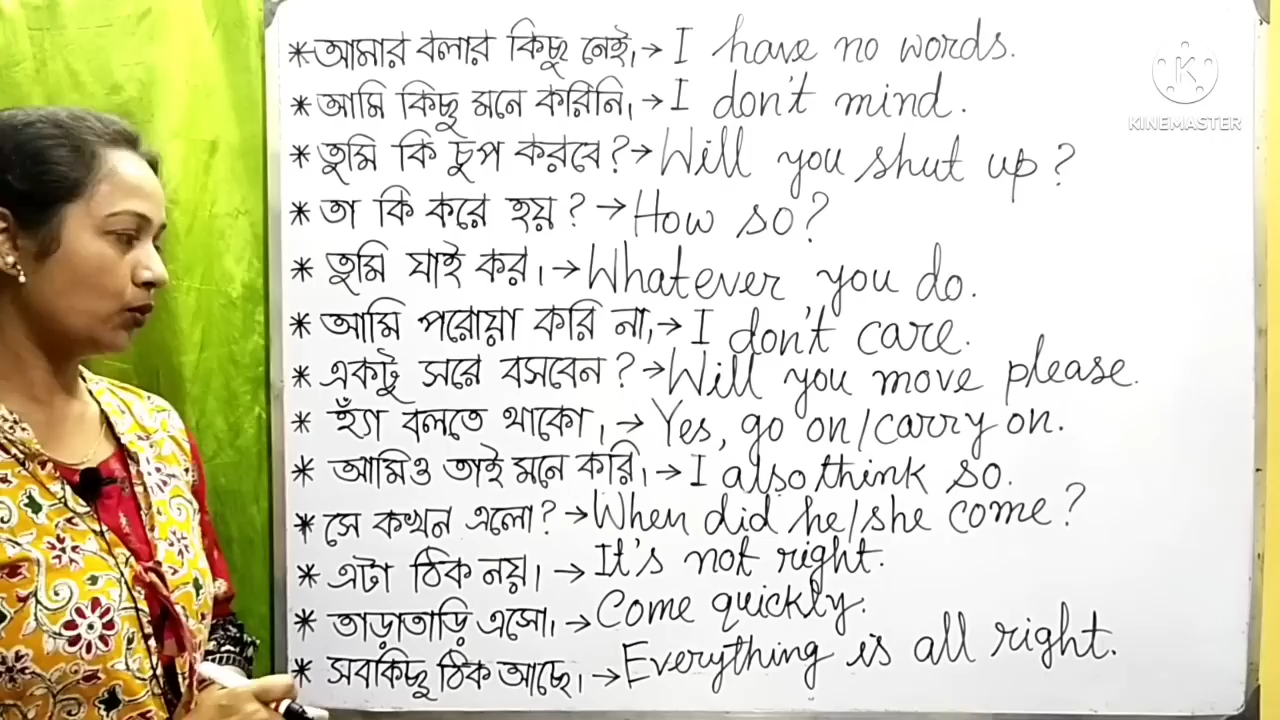 * আমার বলার কিছু নেই।→ I have no words.
* আমি কিছু মনে করিনি।→ I don't mind.
* তুমি কি চুপ করবে?→ Will you shut up?
* তা কি করে হয়? → How so?
* তুমি যাই কর।→ Whatever you do.
* আমি পরোয়া করি না।→ I don't care.
* একটু সরে বসবেন?→ Will you move please.
* হ্যাঁ বলতে থাকো।→ Yes, go on/carry on.
* আমিও তাই মনে করি।→ I also think so.
* সে কখন এলো?→ When did he/she come?
* এটা ঠিক নয়।→ It's not right.
* তাড়াতাড়ি এসো।→ Come quickly.
* সবকিছু ঠিক আছে।→ Everything is all right.
K
KINEMASTER